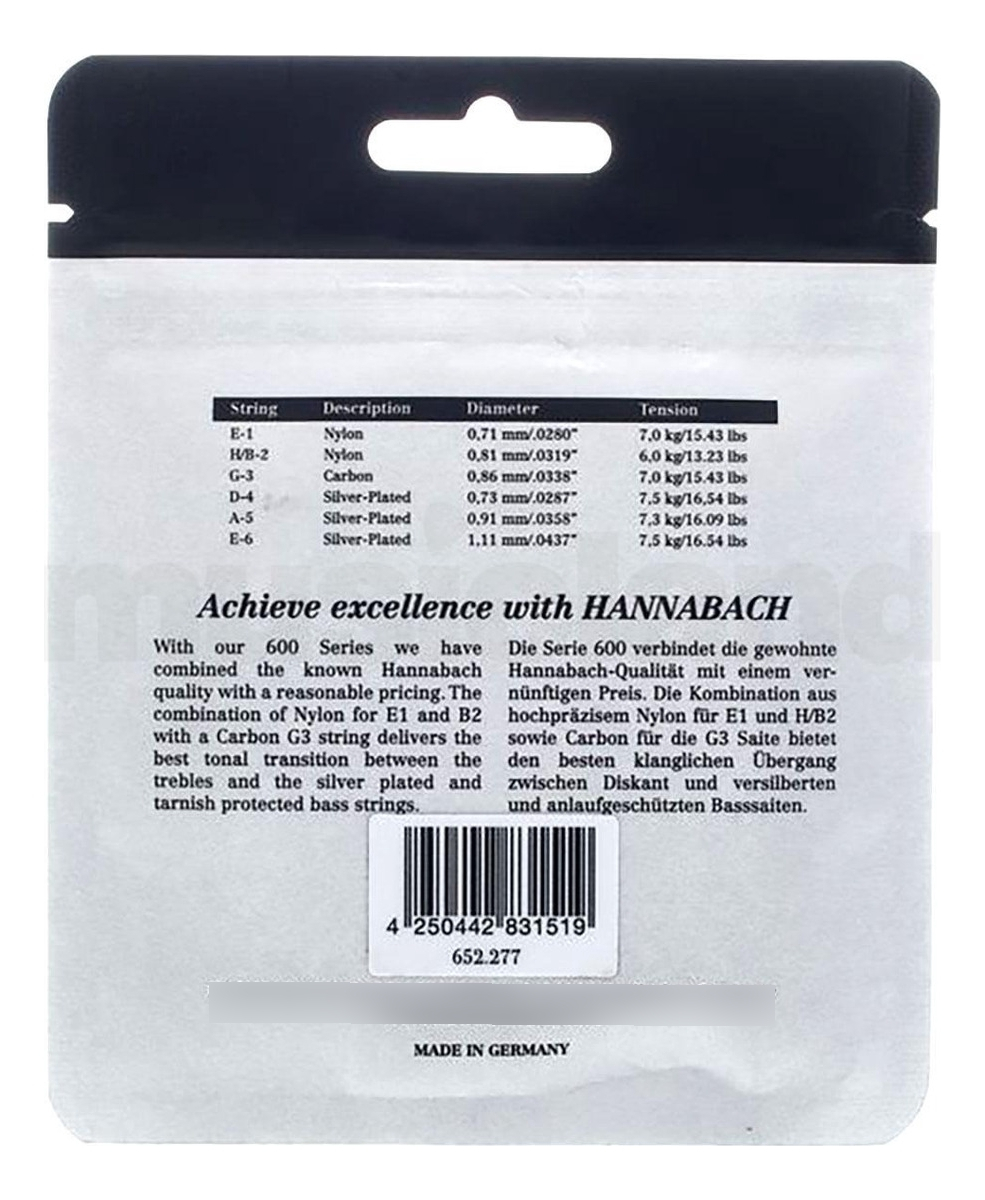 String Description Diameter Tension
E-1 Nylon 0,71 mm/.0280" 7,0 kg/15.43 lbs
H/B-2 Nylon 0,81 mm/.0319" 6,0 kg/13.23 lbs
G-3 Carbon 0,86 mm/.0338" 7,0 kg/15.43 lbs
D-4 Silver-Plated 0,73 mm/.0287" 7,5 kg/16,54 lbs
A-5 Silver-Plated 0,91 mm/.0358" 7,3 kg/16.09 lbs
E-6 Silver-Plated 1,11 mm/.0437" 7,5 kg/16.54 lbs
Achieve excellence with HANNABACH
With our 600 Series we have
combined the known Hannabach
quality with a reasonable pricing. The
combination of Nylon for E1 and B2
with a Carbon G3 string delivers the
best tonal transition between the
trebles and the silver plated and
tarnish protected bass strings.
Die Serie 600 verbindet die gewohnte
Hannabach-Qualität mit einem ver-
nünftigen Preis. Die Kombination aus
hochpräzisem Nylon für E1 und H/B2
sowie Carbon für die G3 Saite bietet
den besten klanglichen Übergang
zwischen Diskant und versilberten
und anlaufgeschützten Basssaiten.
4 250442 831519
652.277
MADE IN GERMANY